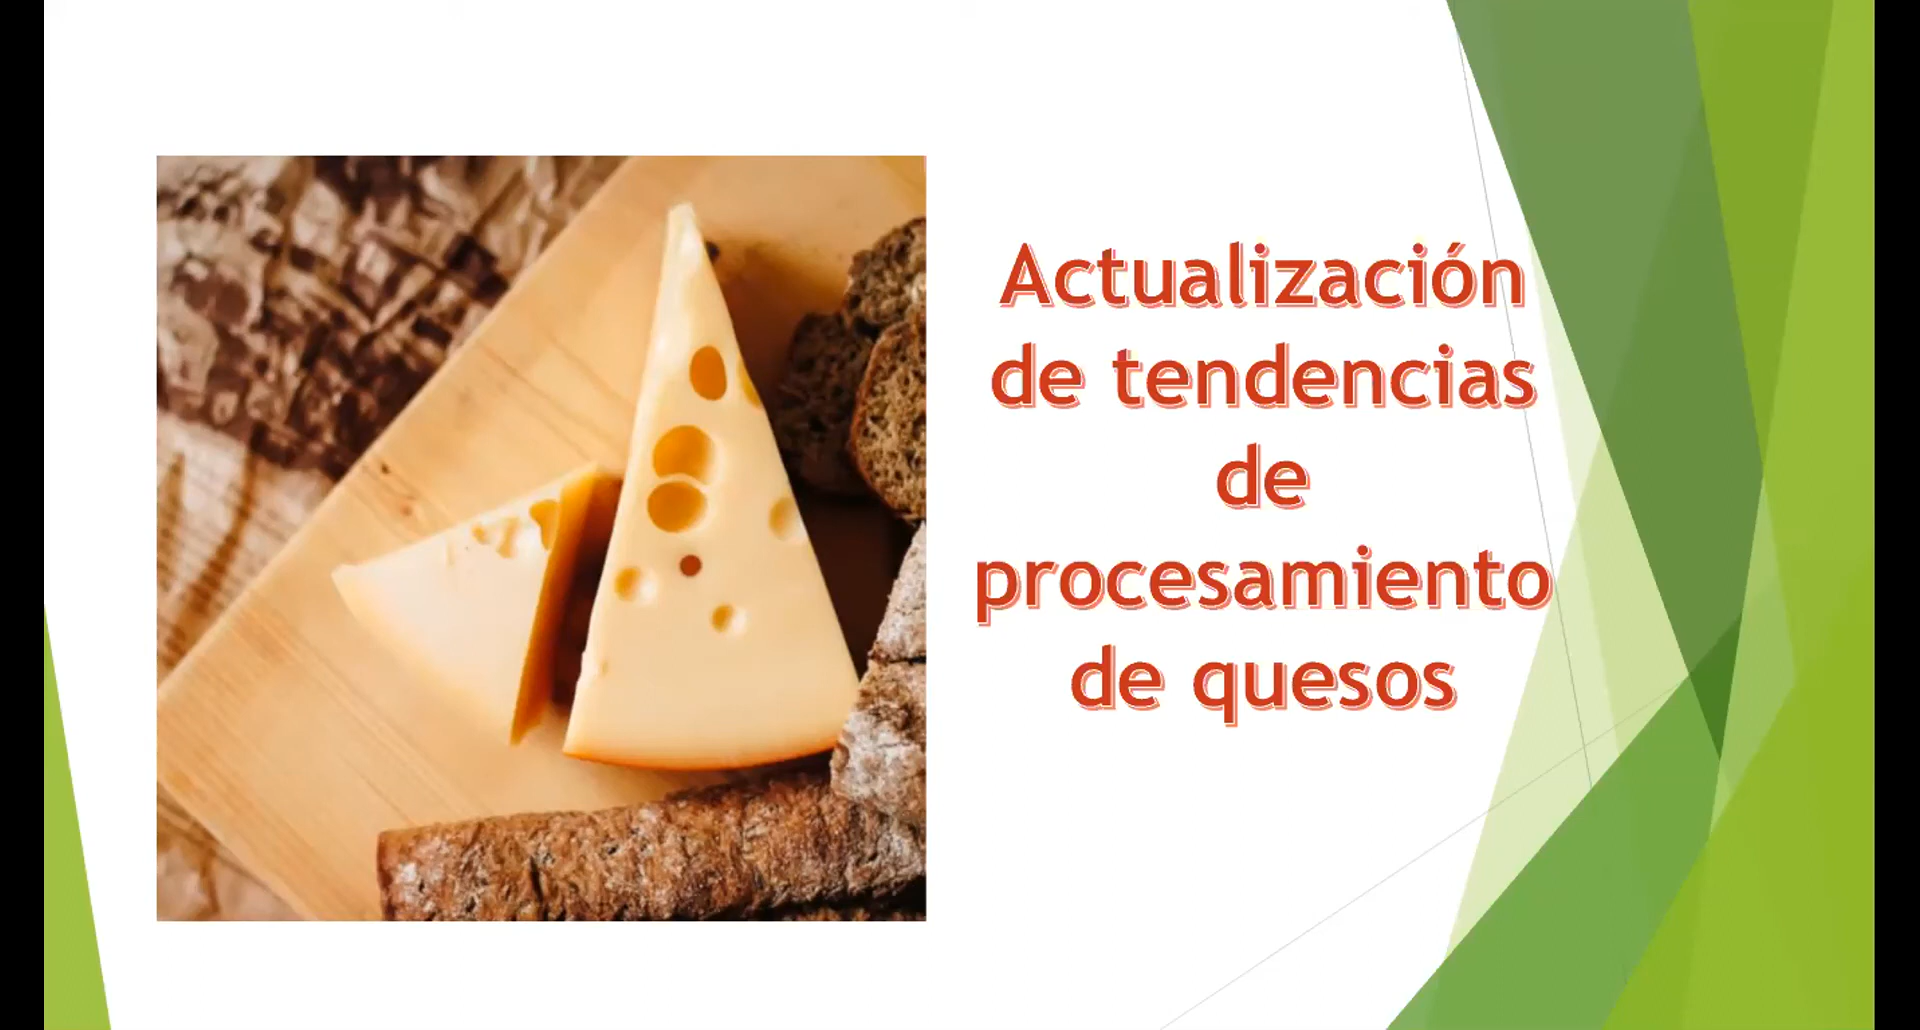 Actualización
de tendencias
de
procesamiento
de quesos